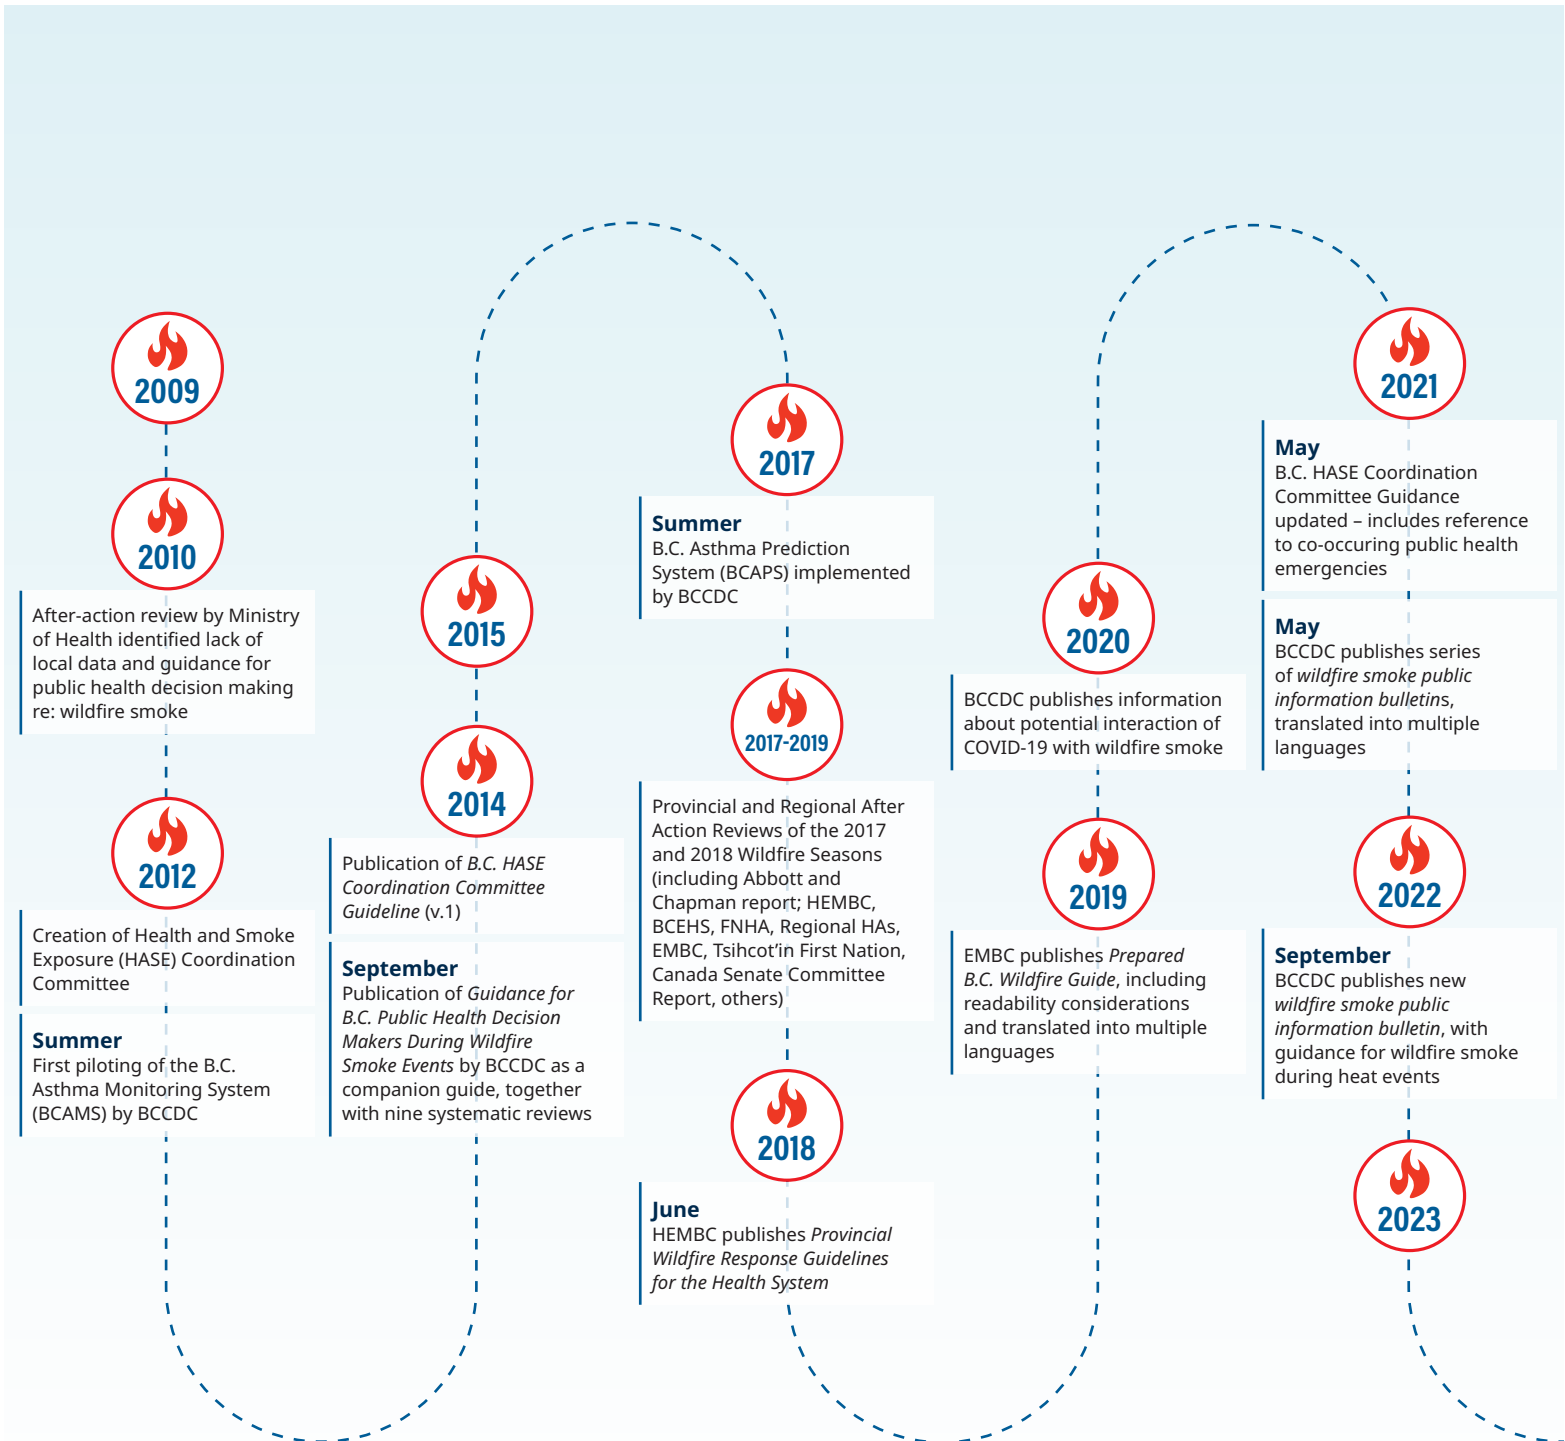 2009
2010
After-action review by Ministry
of Health identified lack of
local data and guidance for
public health decision making
re: wildfire smoke
2012
Creation of Health and Smoke
Exposure (HASE) Coordination
Committee
Summer
First piloting of the B.C.
Asthma Monitoring System
(BCAMS) by BCCDC
2015
2014
Publication of B.C. HASE
Coordination Committee
Guideline (v.1)
September
Publication of Guidance for
B.C. Public Health Decision
Makers During Wildfire
Smoke Events by BCCDC as a
companion guide, together
with nine systematic reviews
2017
Summer
B.C. Asthma Prediction
System (BCAPS) implemented
by BCCDC
2017-2019
Provincial and Regional After
Action Reviews of the 2017
and 2018 Wildfire Seasons
(including Abbott and
Chapman report; HEMBC,
BCEHS, FNHA, Regional HAs,
EMBC, Tsihcot’in First Nation,
Canada Senate Committee
Report, others)
2018
June
HEMBC publishes Provincial
Wildfire Response Guidelines
for the Health System
2020
BCCDC publishes information
about potential interaction of
COVID-19 with wildfire smoke
2019
EMBC publishes Prepared
B.C. Wildfire Guide, including
readability considerations
and translated into multiple
languages
2021
May
B.C. HASE Coordination
Committee Guidance
updated – includes reference
to co-occuring public health
emergencies
May
BCCDC publishes series
of wildfire smoke public
information bulletins,
translated into multiple
languages
2022
September
BCCDC publishes new
wildfire smoke public
information bulletin, with
guidance for wildfire smoke
during heat events
2023